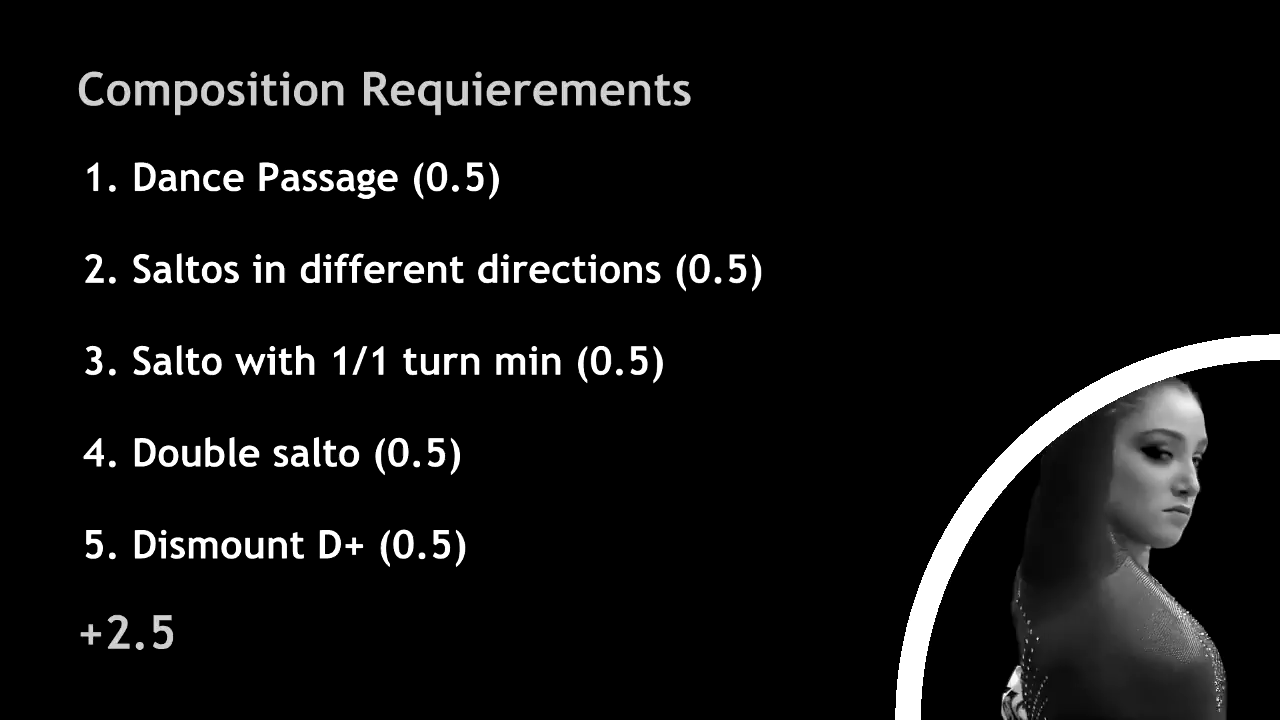 Composition Requierements
1. Dance Passage (0.5)
2. Saltos in different directions (0.5)
3. Salto with 1/1 turn min (0.5)
4. Double salto (0.5)
5. Dismount D+ (0.5)
+2.5